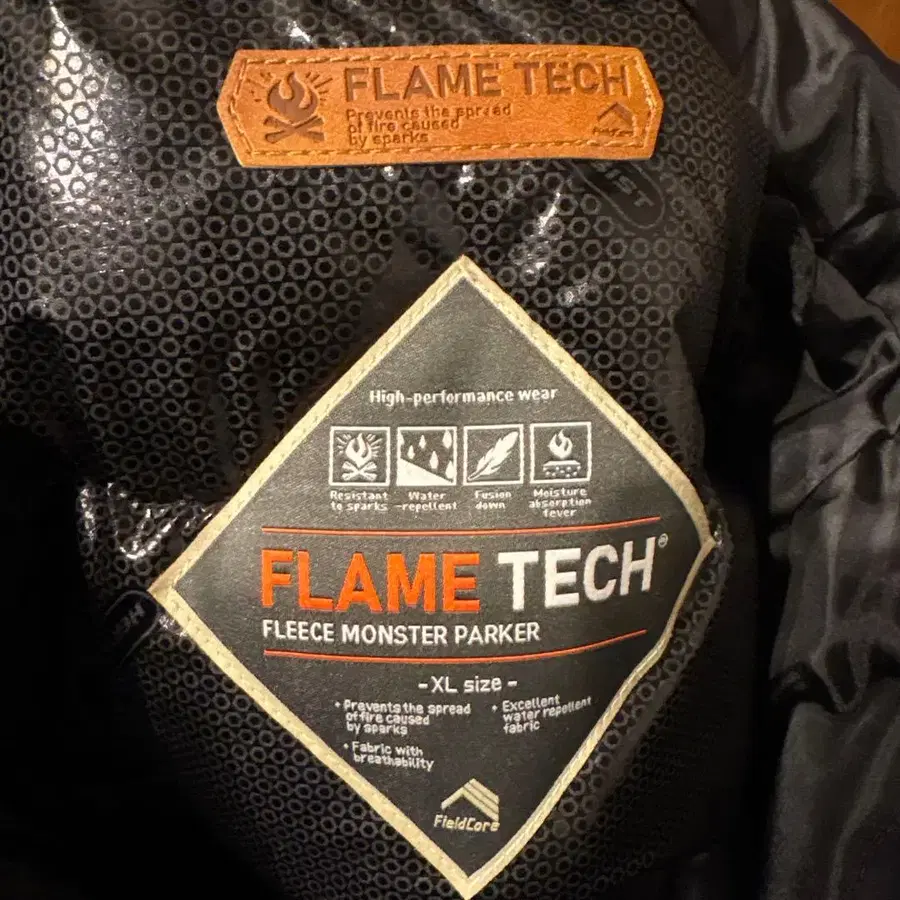 FLAME TECH
Prevents the spread
of fire caused
by sparks
FieldCore
High-performance wear
Resistant
to sparks
Water
-repellent
Fusion
down
Moisture
absorption
fever
FLAME TECH®
FLEECE MONSTER PARKER
-XL size-
• Prevents the spread
of fire caused
by sparks
• Excellent
water repellent
fabric
• Fabric with
breathability
FieldCore